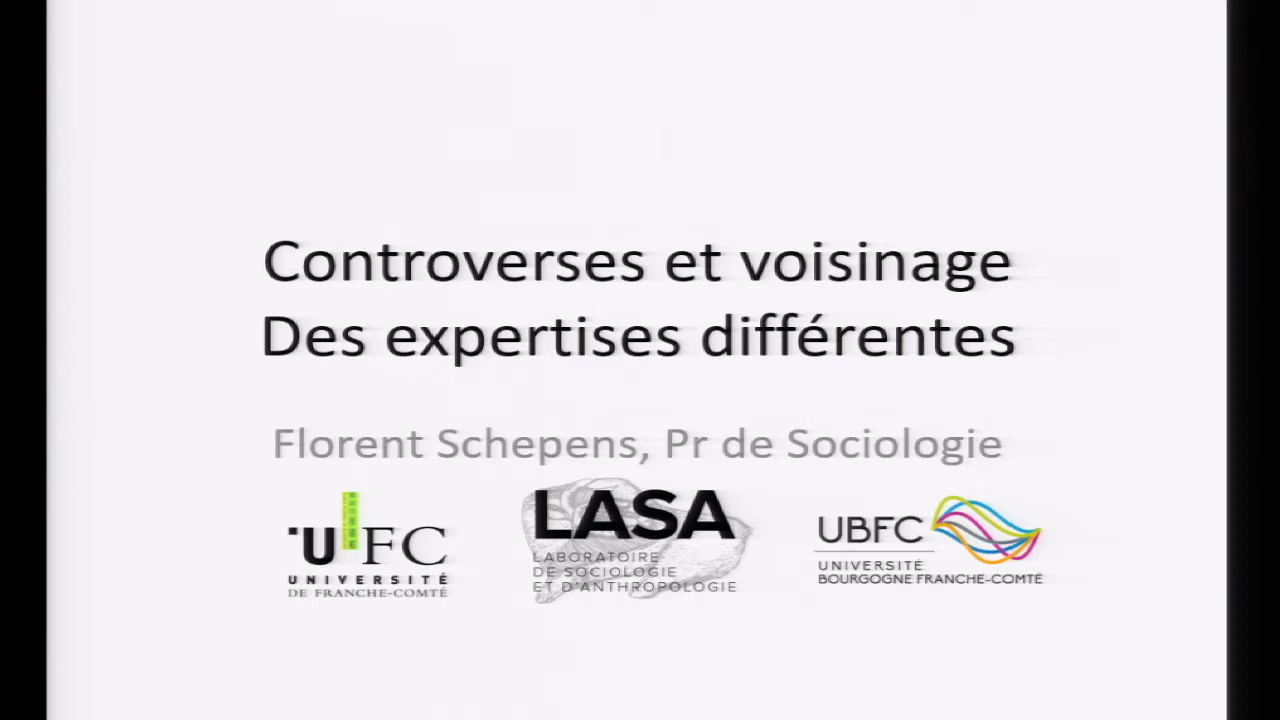 Controverses et voisinage
Des expertises différentes
Florent Schepens, Pr de Sociologie
UFC
UNIVERSITÉ
DE FRANCHE-COMTÉ
LASA
LABORATOIRE
DE SOCIOLOGIE
ET D'ANTHROPOLOGIE
UBFC
UNIVERSITÉ
BOURGOGNE FRANCHE-COMTÉ